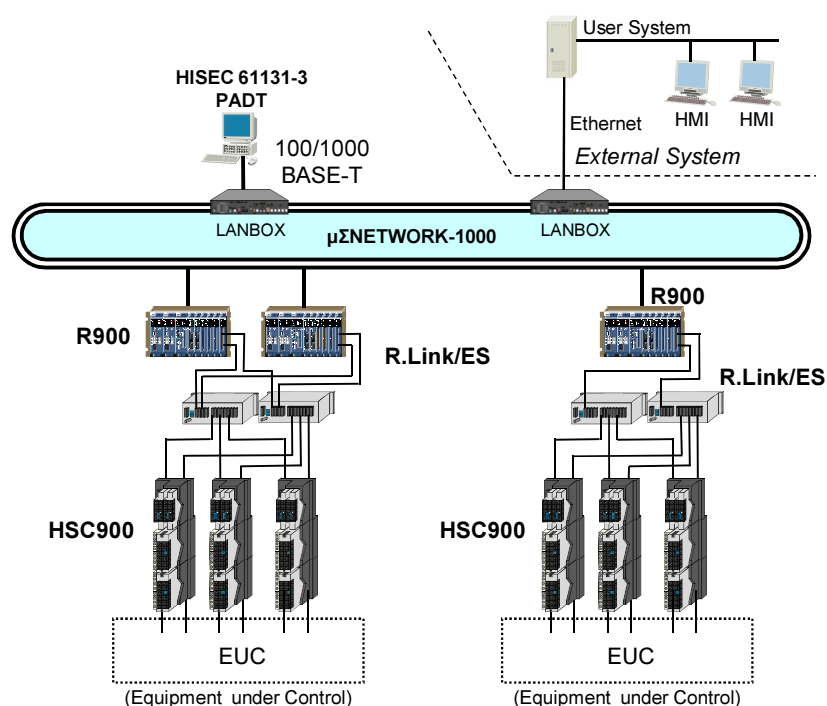 User System
HISEC 61131-3
PADT
HMI
HMI
Ethernet
100/1000
BASE-T
External System
LANBOX
LANBOX
μΣNETWORK-1000
R900
R900
R.Link/ES
R.Link/ES
HSC900
HSC900
EUC
EUC
(Equipment under Control)
(Equipment under Control)